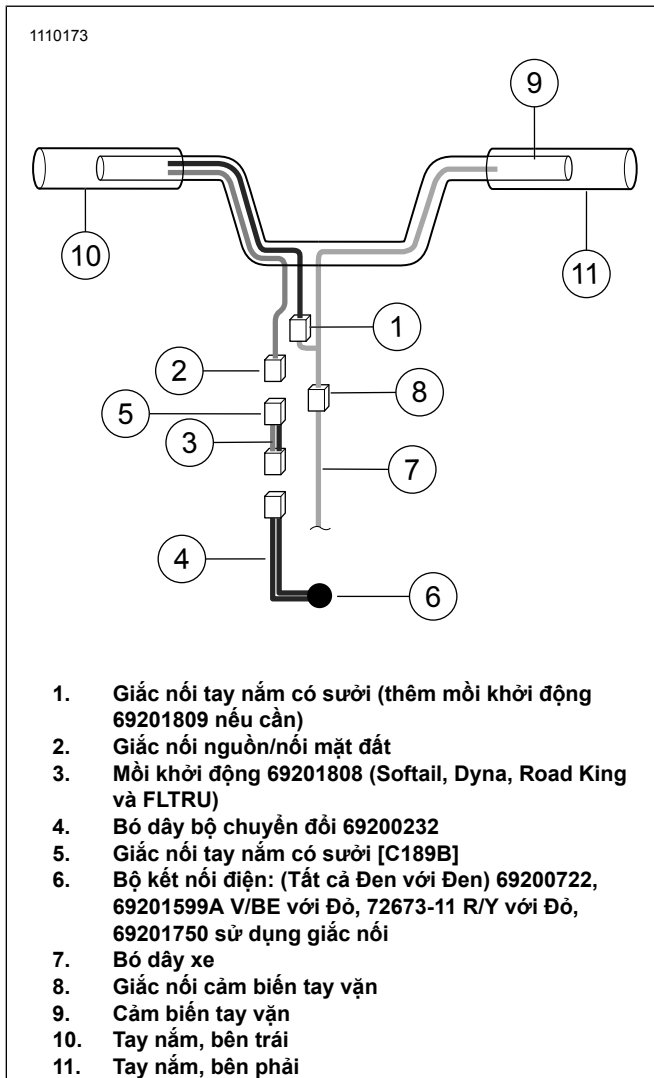 1110173
9
10
11
1
2
8
5
3
7
4
6
1. Giắc nối tay nắm có sưởi (thêm mồi khởi động
69201809 nếu cần)
2. Giắc nối nguồn/nối mặt đất
3. Mồi khởi động 69201808 (Softail, Dyna, Road King
và FLTRU)
4. Bó dây bộ chuyển đổi 69200232
5. Giắc nối tay nắm có sưởi [C189B]
6. Bộ kết nối điện: (Tất cả Đen với Đen) 69200722,
69201599A V/BE với Đỏ, 72673-11 R/Y với Đỏ,
69201750 sử dụng giắc nối
7. Bó dây xe
8. Giắc nối cảm biến tay vặn
9. Cảm biến tay vặn
10. Tay nắm, bên trái
11. Tay nắm, bên phải